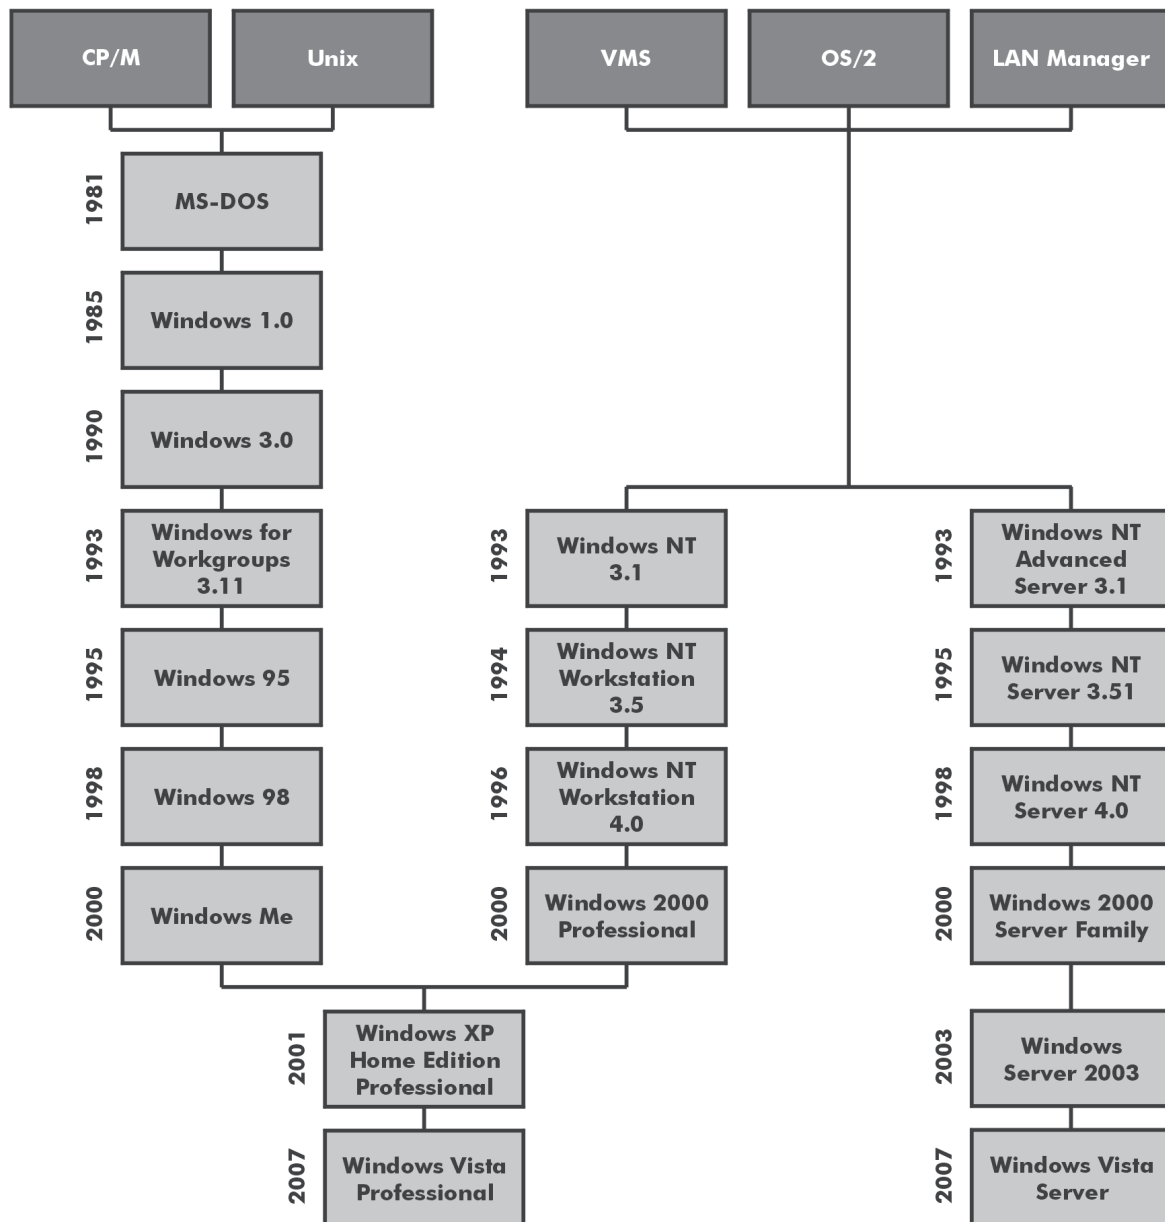 CP/M
Unix
VMS
OS/2
LAN Manager
1981
MS-DOS
1985
Windows 1.0
1990
Windows 3.0
1993
Windows for
Workgroups
3.11
1993
Windows NT
3.1
1993
Windows NT
Advanced
Server 3.1
1995
Windows 95
1994
Windows NT
Workstation
3.5
1995
Windows NT
Server 3.51
1998
Windows 98
1996
Windows NT
Workstation
4.0
1998
Windows NT
Server 4.0
2000
Windows Me
2000
Windows 2000
Professional
2000
Windows 2000
Server Family
2001
Windows XP
Home Edition
Professional
2003
Windows
Server 2003
2007
Windows Vista
Professional
2007
Windows Vista
Server